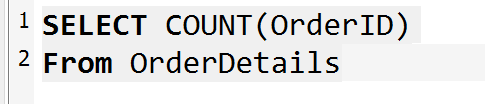 1 SELECT COUNT(OrderID)
2 From OrderDetails